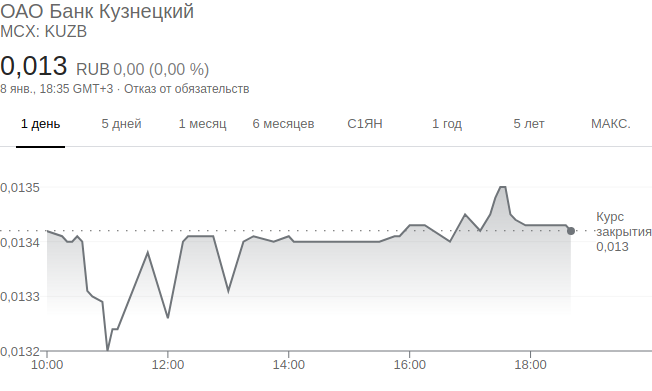 ОАО Банк Кузнецкий
MCX: KUZB
0,013 RUB 0,00 (0,00 %)
8 янв., 18:35 GMT+3 · Отказ от обязательств
1 день 5 дней 1 месяц 6 месяцев С1ЯН 1 год 5 лет МАКС.
0,0135
Курс
закрытия
0,013
0,0134
0,0133
0,0132
10:00 12:00 14:00 16:00 18:00